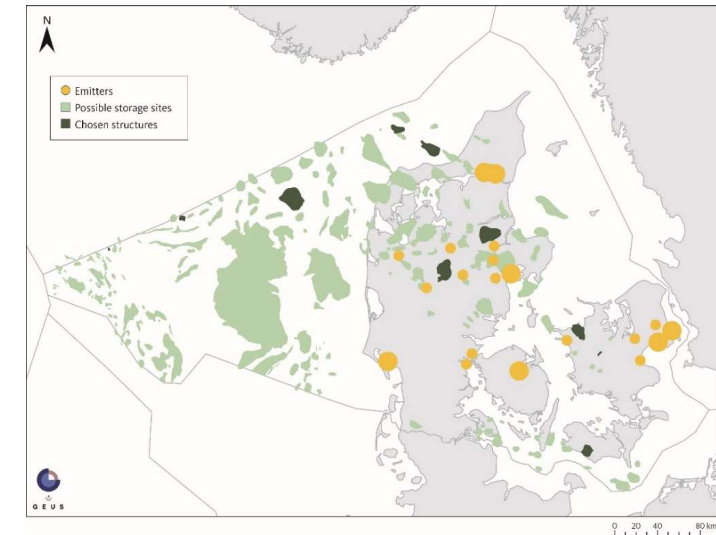 N
Emitters
Possible storage sites
Chosen structures
GEUS
0 20 40 80 km